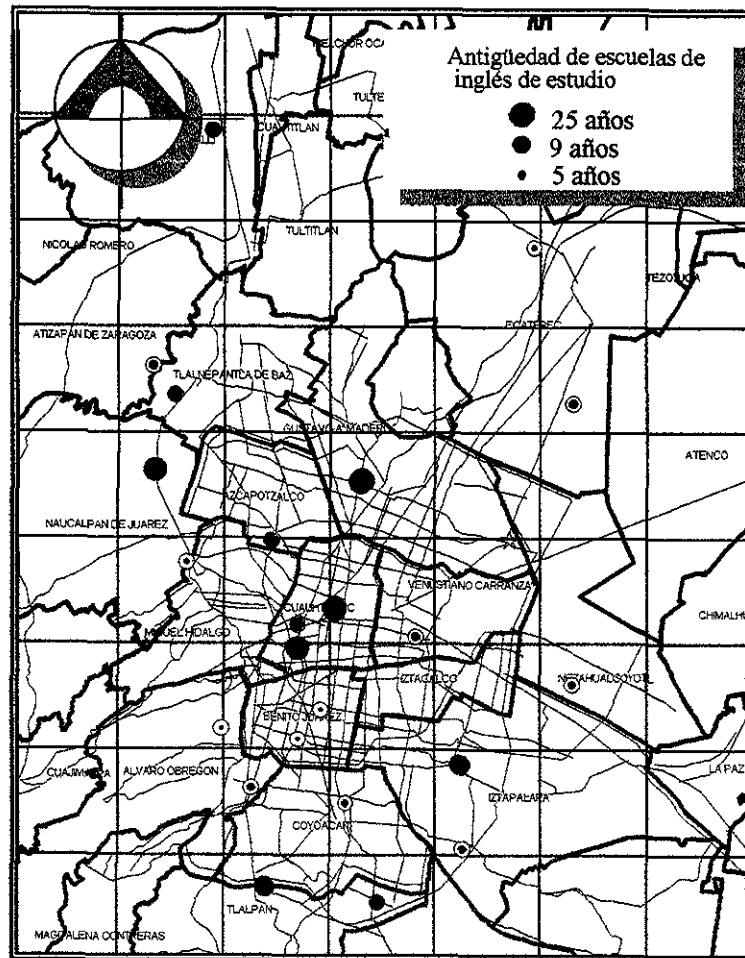 Antigüedad de escuelas de
inglés de estudio
25 años
9 años
5 años
TULTITLAN
NICOLAS ROMERO
ECATEPEC
ATIZAPAN DE ZARAGOZA
TLALNEPANTLA DE BAZ
GUSTAVO A. MADERO
ATENCO
AZCAPOTZALCO
NAUCALPAN DE JUAREZ
VENUSTIANO CARRANZA
CHIMALHU
MIGUEL HIDALGO
IZTACALCO
NEZAHUALCOYOTL
BENITO JUAREZ
CUAJIMALPA
ALVARO OBREGON
LA PAZ
IZTAPALAPA
COYOACAN
TLALPAN
MAGDALENA CONTRERAS